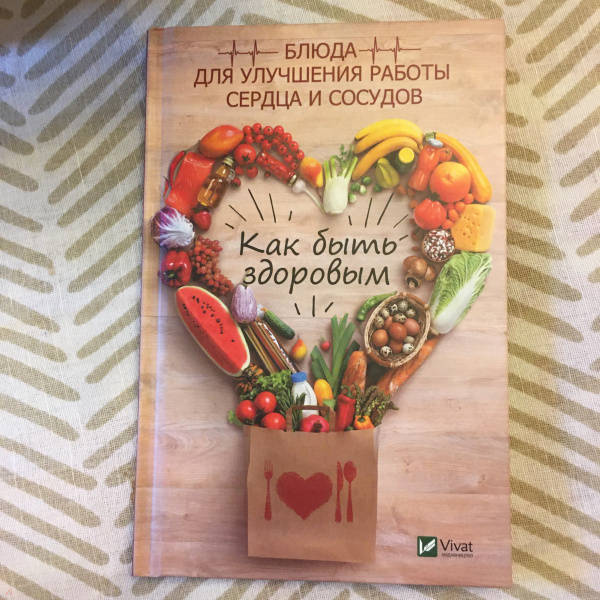 БЛЮДА
ДЛЯ УЛУЧШЕНИЯ РАБОТЫ
СЕРДЦА И СОСУДОВ
Как быть
здоровым
Vivat